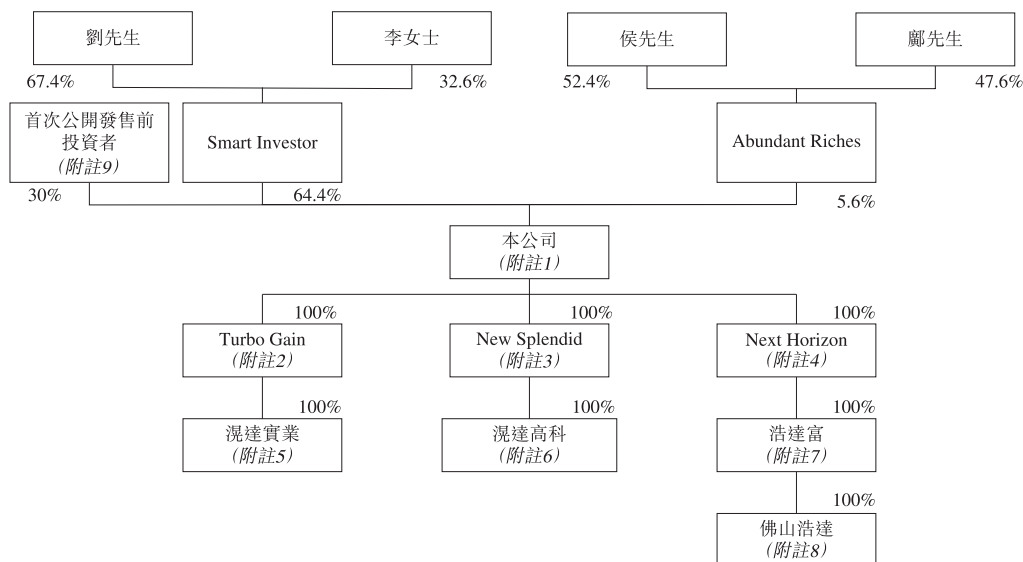 劉先生
李女士
侯先生
鄺先生
67.4%
32.6%
52.4%
47.6%
首次公開發售前
投資者
（附註9）
Smart Investor
Abundant Riches
30%
64.4%
5.6%
本公司
（附註1）
100%
100%
100%
Turbo Gain
（附註2）
New Splendid
（附註3）
Next Horizon
（附註4）
100%
100%
100%
滉達實業
（附註5）
滉達高科
（附註6）
浩達富
（附註7）
100%
佛山浩達
（附註8）